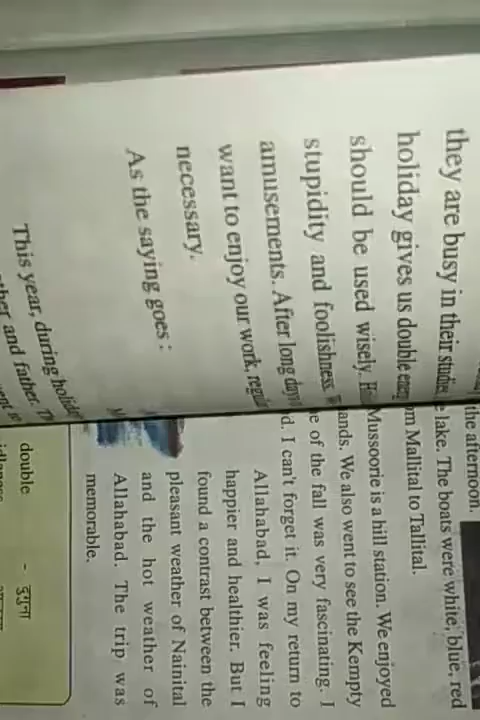 they are busy in their studies
holiday gives us double energy
should be used wisely.
stupidity and foolishness.
amusements. After long days
want to enjoy our work, regular
necessary.
As the saying goes :
This year, during
and father.
the afternoon.
lake. The boats were white, blue, red
Mallital to Tallital.
Mussoorie is a hill station. We enjoyed
We also went to see the Kempty
of the fall was very fascinating. I
I can't forget it. On my return to
Allahabad, I was feeling
happier and healthier. But I
found a contrast between the
pleasant weather of Nainital
and the hot weather of
Allahabad. The trip was
memorable.
double - दुगुना